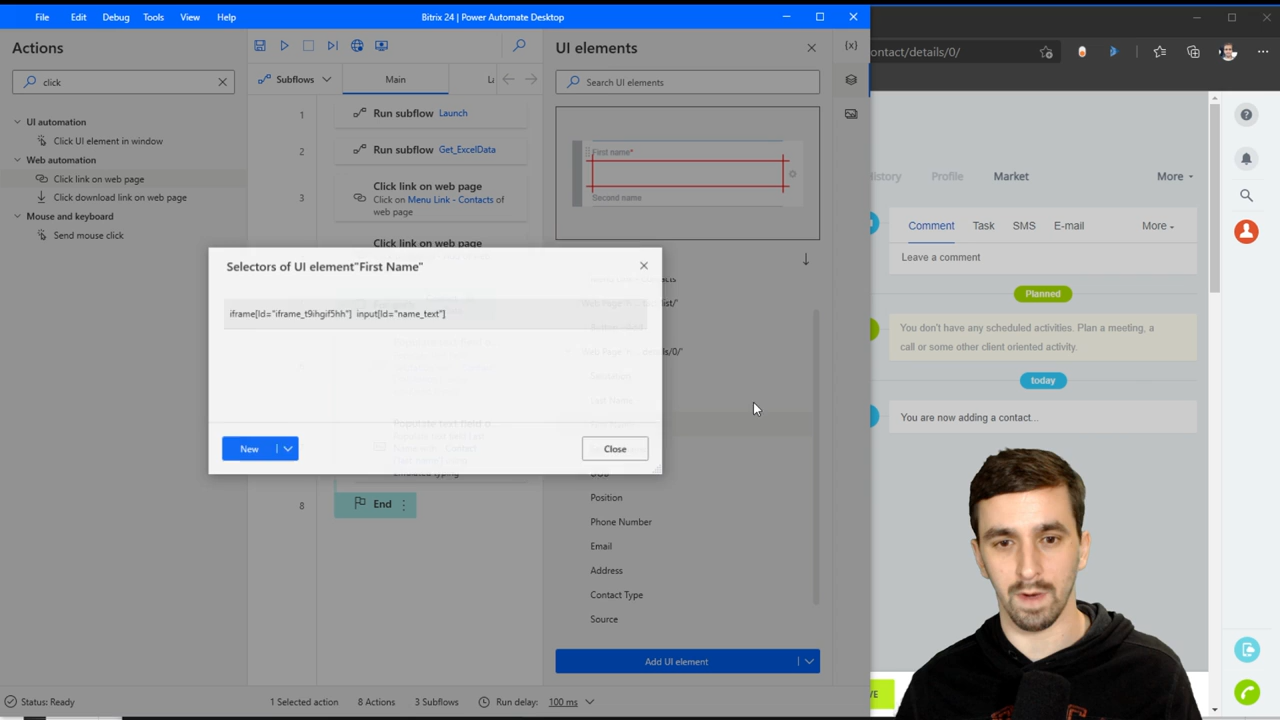 File Edit Debug Tools View Help
Bitrix 24 | Power Automate Desktop
Actions
click
UI automation
Click UI element in window
Web automation
Click link on web page
Click download link on web page
Mouse and keyboard
Send mouse click
Subflows
Main
1
Run subflow Launch
2
Run subflow Get_ExcelData
3
Click link on web page
Click on Menu Link - Contacts of
web page
Click link on web page
8
End
UI elements
{x}
Search UI elements
First name*
Second name
Selectors of UI element"First Name"
iframe[Id="iframe_t9ihgif5hh"] input[Id="name_text"]
New
Close
Last Name
Position
Phone Number
Email
Address
Contact Type
Source
Add UI element
Status: Ready
1 Selected action
8 Actions
3 Subflows
Run delay: 100 ms
ontact/details/0/
History
Profile
Market
More
Comment
Task
SMS
E-mail
More
Leave a comment
Planned
You don't have any scheduled activities. Plan a meeting, a
call or some other client oriented activity.
today
You are now adding a contact...